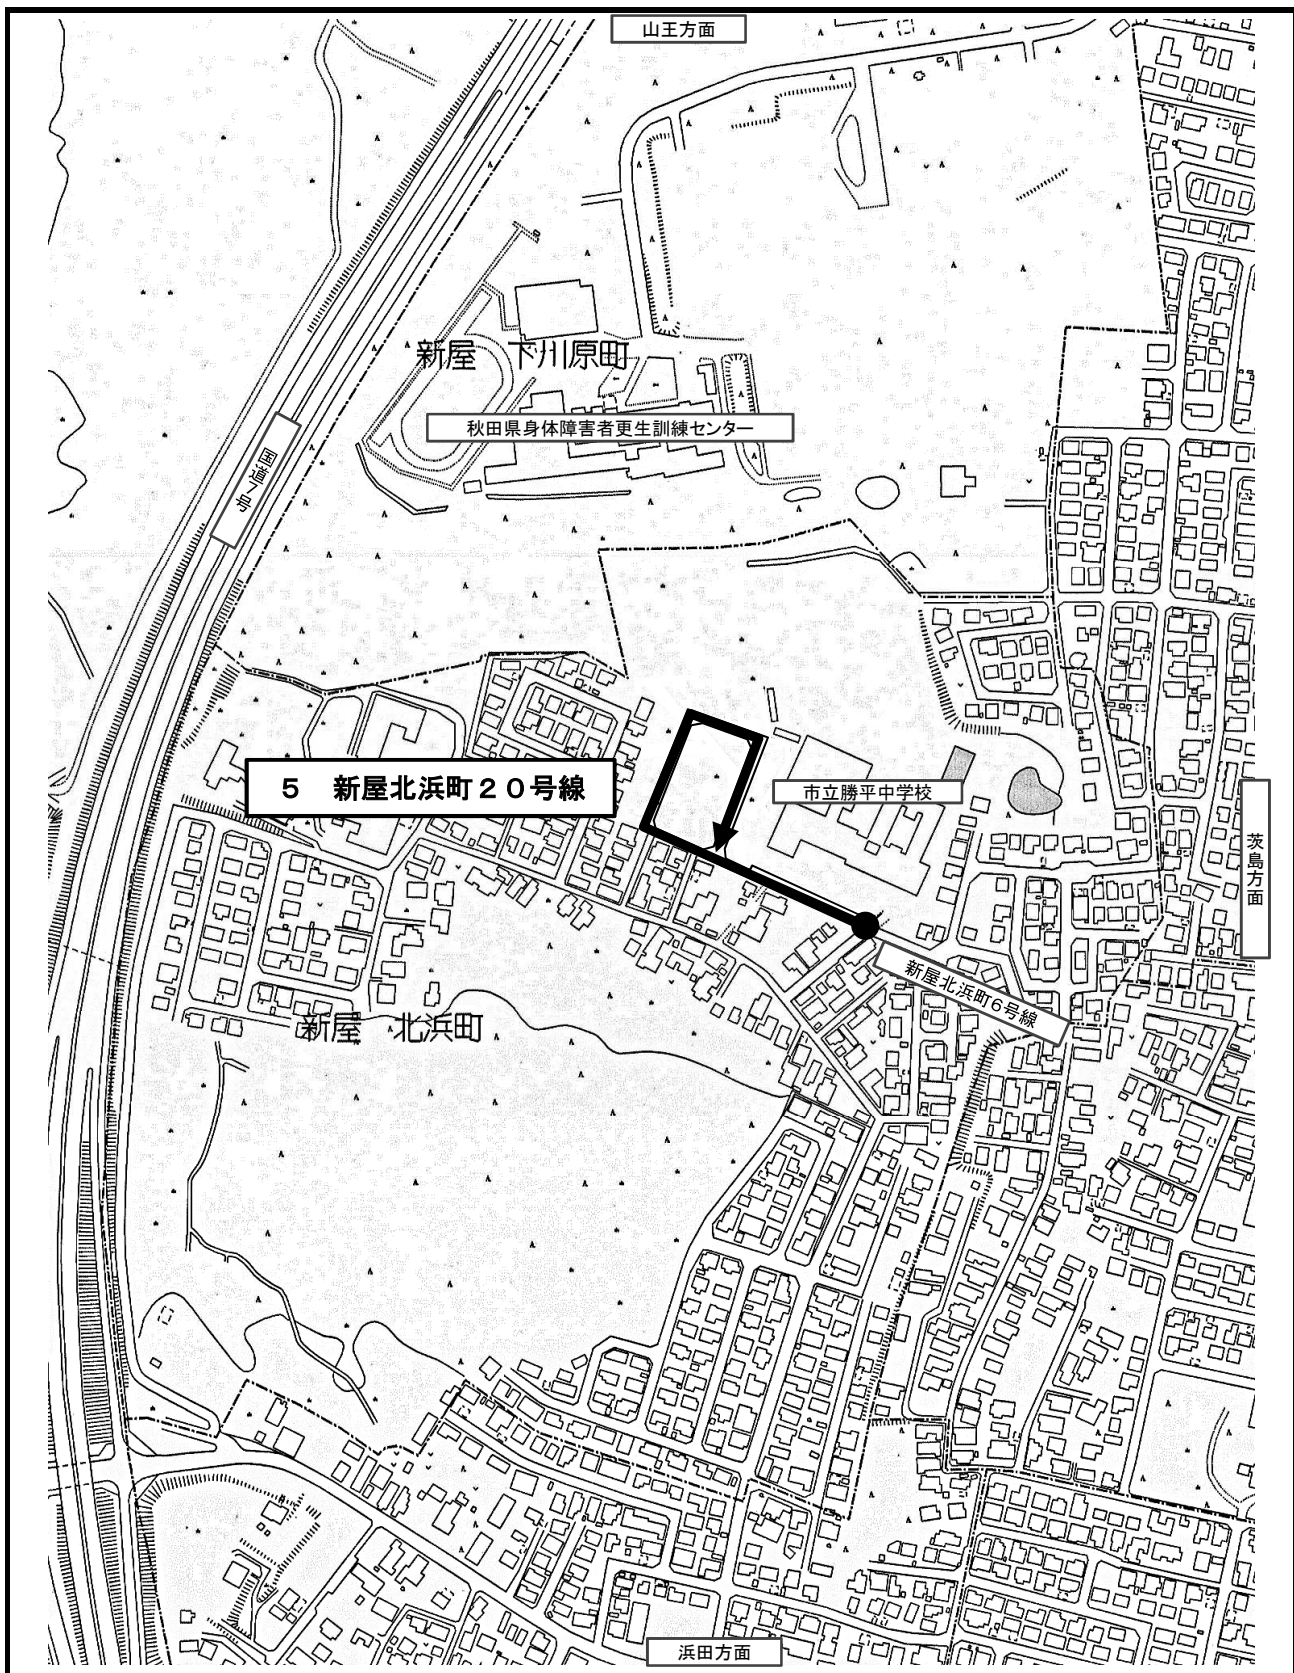 山王方面
新屋　下川原町
秋田県身体障害者更生訓練センター
国道７号
５　新屋北浜町２０号線
市立勝平中学校
茨島方面
新屋北浜町6号線
新屋　北浜町
浜田方面